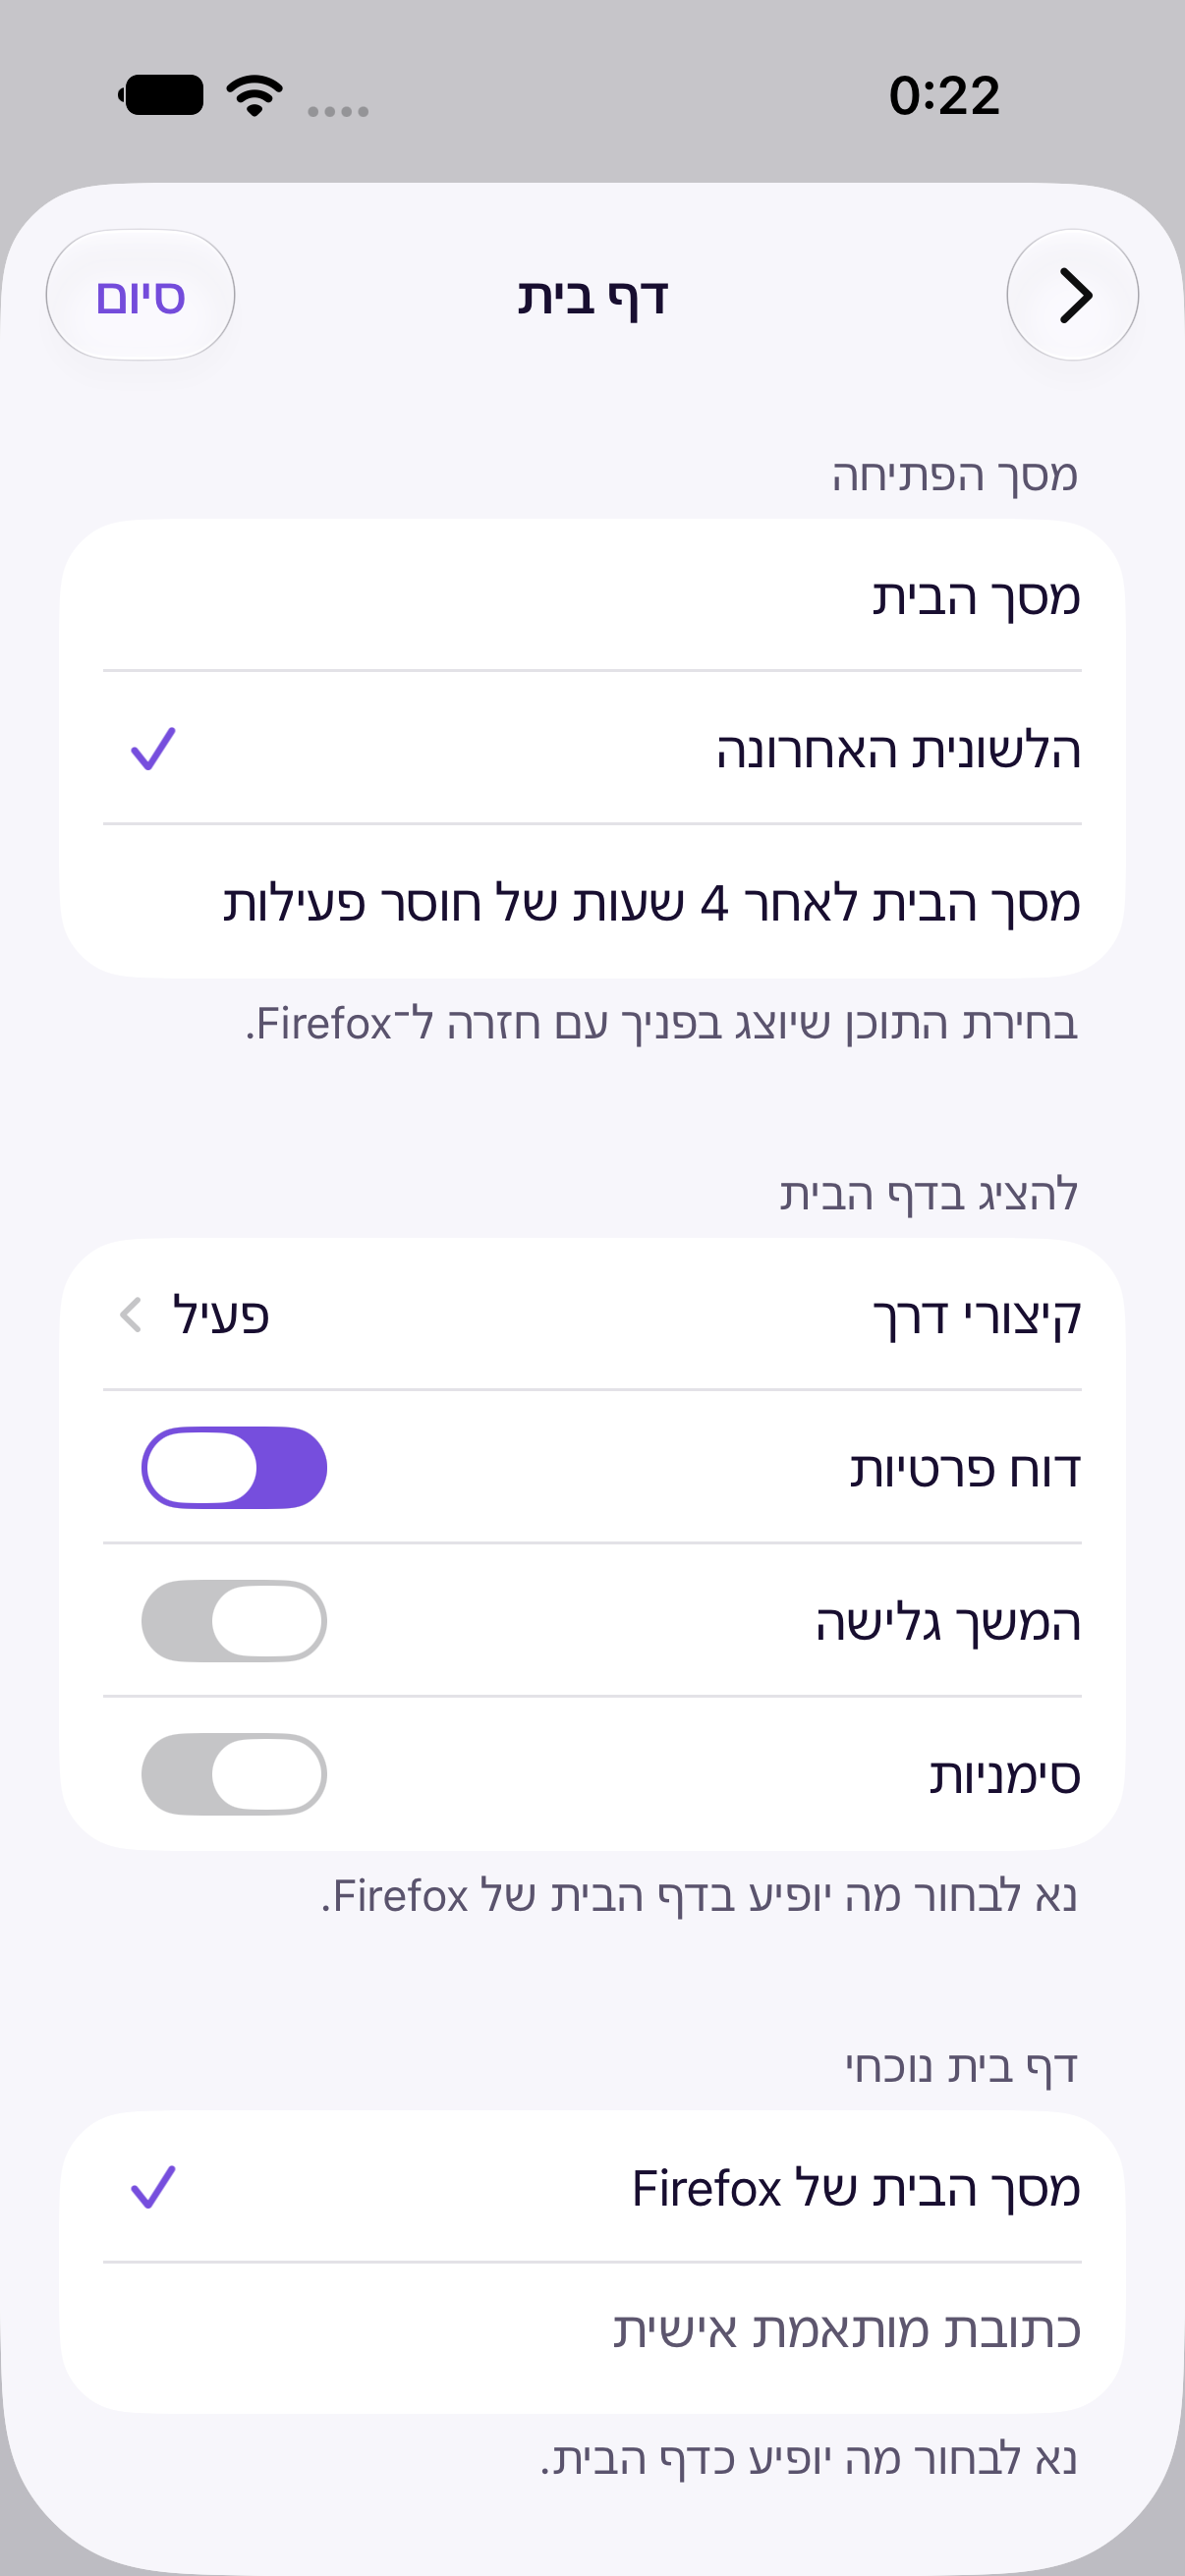 0:22
דף בית
סיום
מסך הפתיחה
מסך הבית
הלשונית האחרונה
מסך הבית לאחר 4 שעות של חוסר פעילות
בחירת התוכן שיוצג בפניך עם חזרה ל־Firefox.
להציג בדף הבית
קיצורי דרך
פעיל
דוח פרטיות
המשך גלישה
סימניות
נא לבחור מה יופיע בדף הבית של Firefox.
דף בית נוכחי
מסך הבית של Firefox
כתובת מותאמת אישית
נא לבחור מה יופיע כדף הבית.